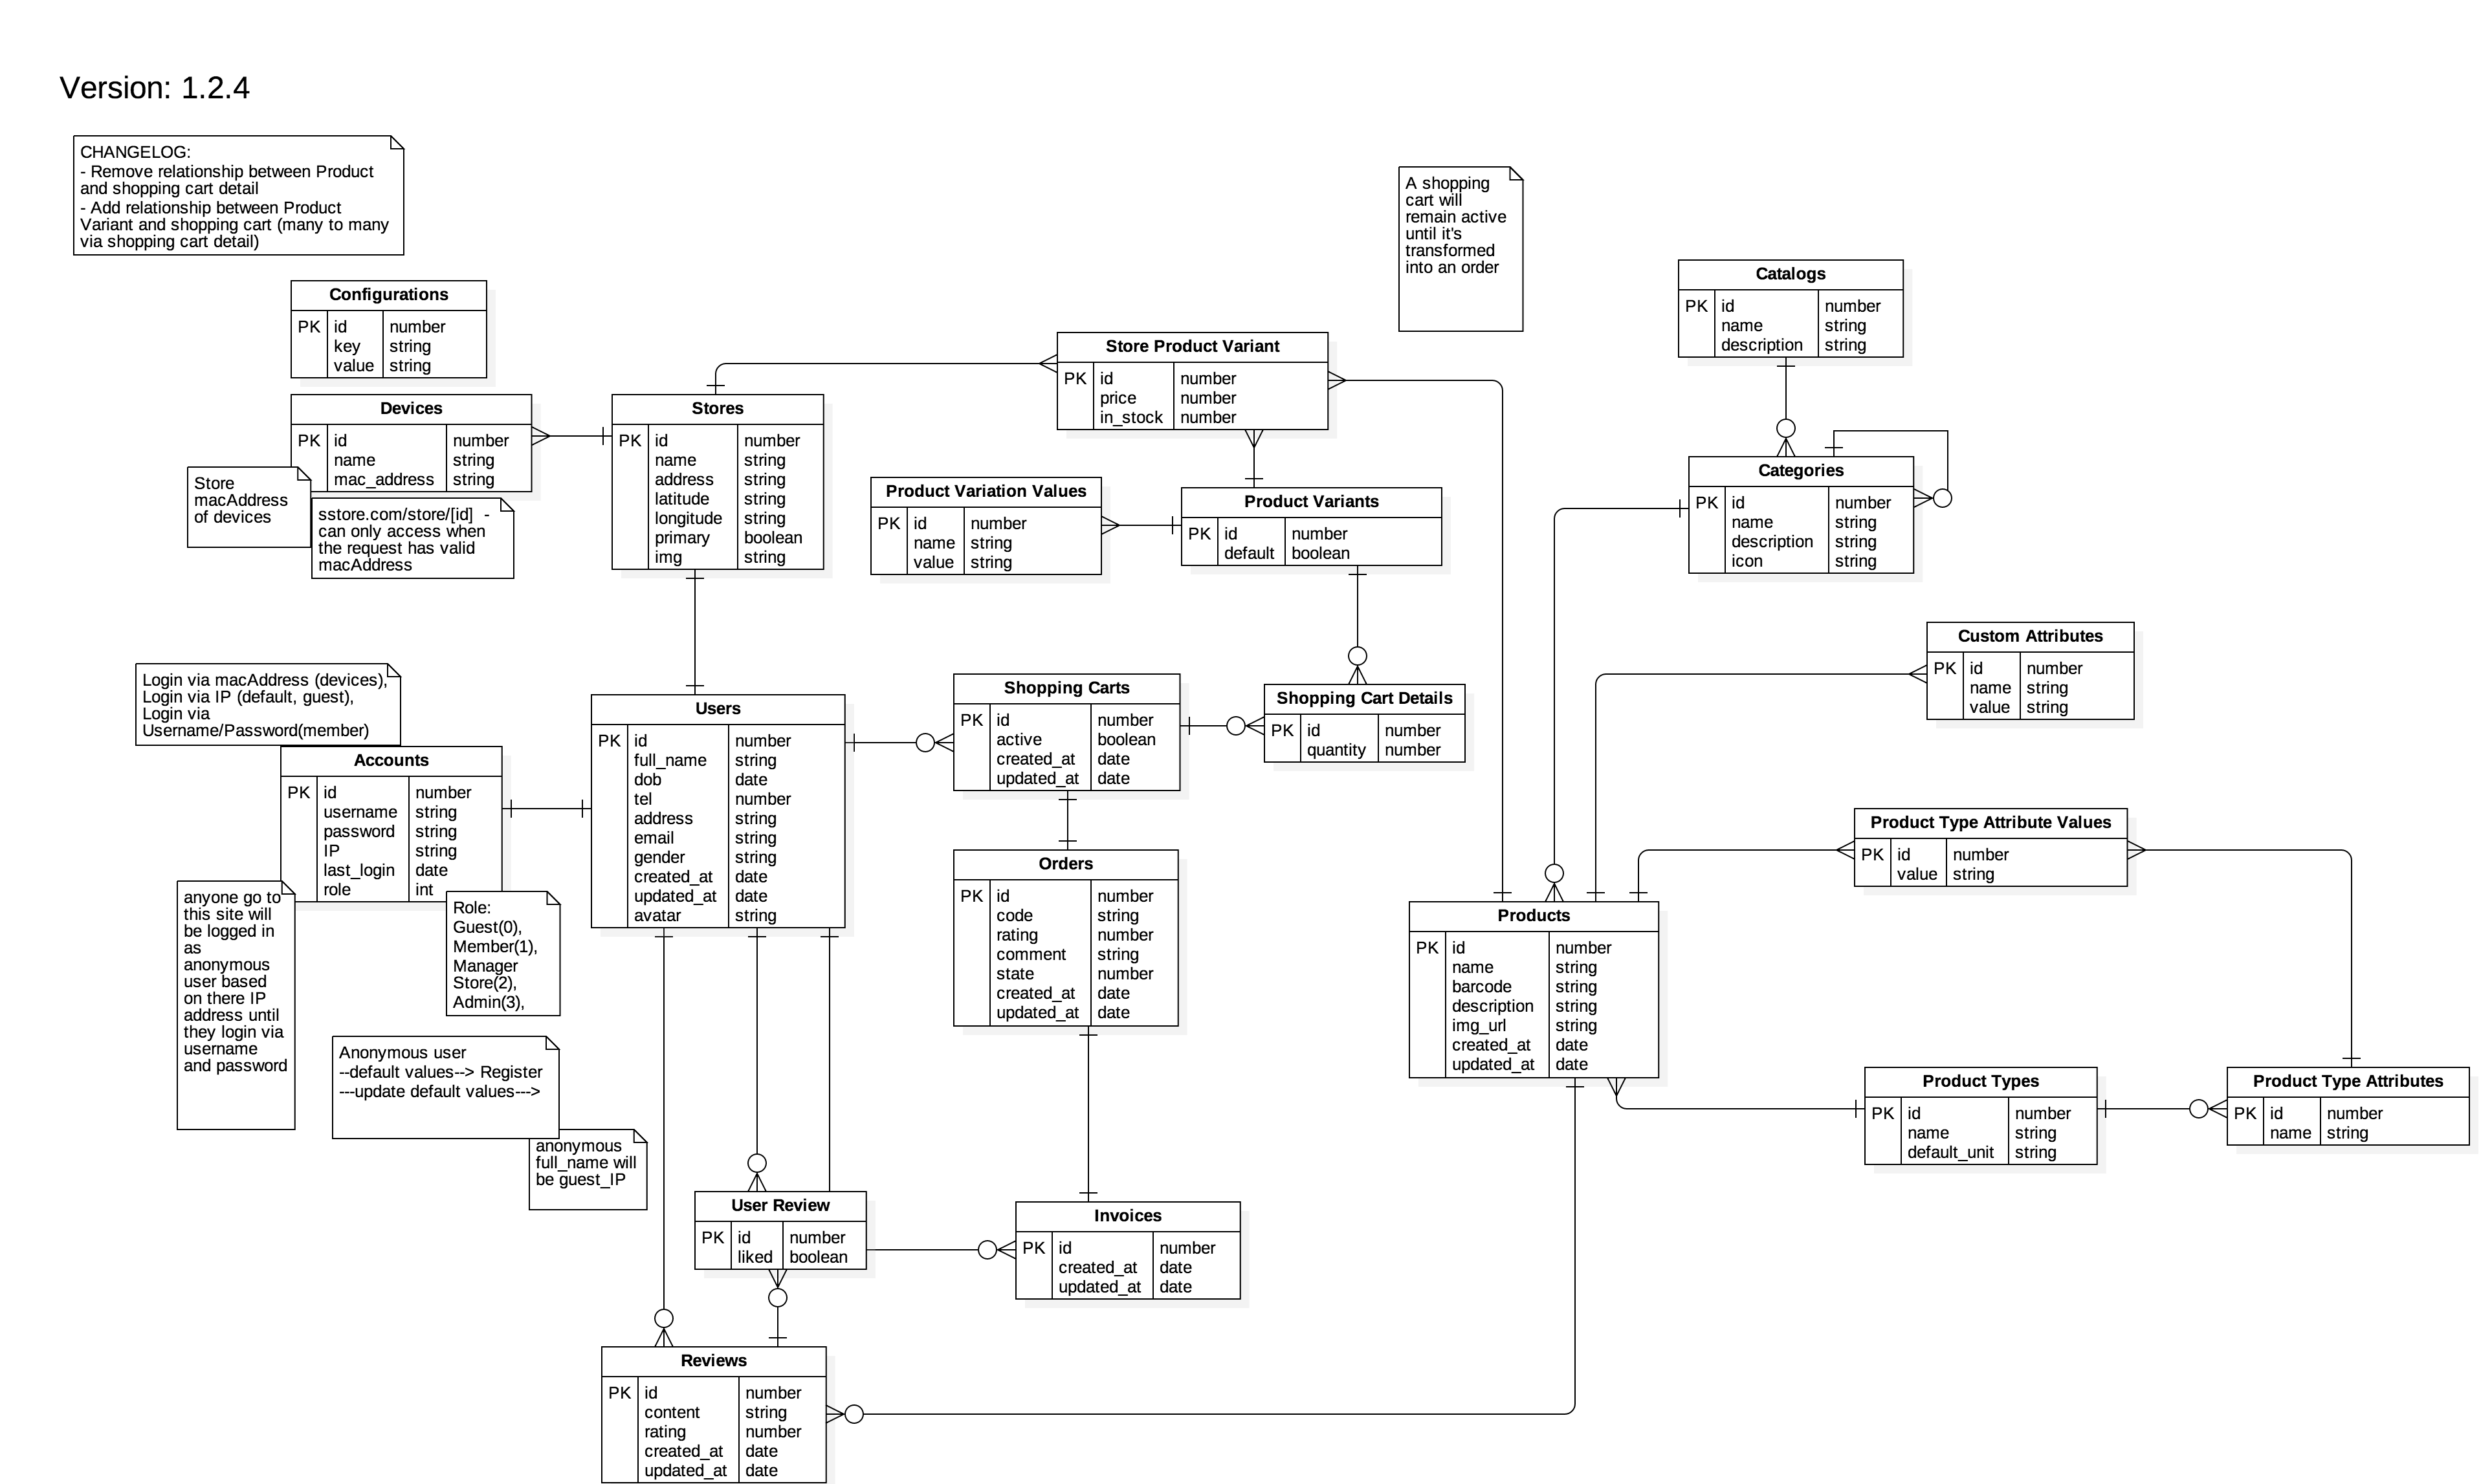 Version: 1.2.4
CHANGELOG:
- Remove relationship between Product
and shopping cart detail
- Add relationship between Product
Variant and shopping cart (many to many
via shopping cart detail)
A shopping
cart will
remain active
until it's
transformed
into an order
Configurations
PK id number
key string
value string
Catalogs
PK id number
name string
description string
Store Product Variant
PK id number
price number
in_stock number
Devices
PK id number
name string
mac_address string
Store
macAddress
of devices
sstore.com/store/[id] -
can only access when
the request has valid
macAddress
Stores
PK id number
name string
address string
latitude string
longitude string
primary boolean
img string
Product Variation Values
PK id number
name string
value string
Product Variants
PK id number
default boolean
Categories
PK id number
name string
description string
icon string
Custom Attributes
PK id number
name string
value string
Login via macAddress (devices),
Login via IP (default, guest),
Login via
Username/Password(member)
Accounts
PK id number
username string
password string
IP string
last_login date
role int
Users
PK id number
full_name string
dob date
tel number
address string
email string
gender string
created_at date
updated_at date
avatar string
Shopping Carts
PK id number
active boolean
created_at date
updated_at date
Shopping Cart Details
PK id number
quantity number
Product Type Attribute Values
PK id number
value string
anyone go to
this site will
be logged in
as
anonymous
user based
on there IP
address until
they login via
username
and password
Role:
Guest(0),
Member(1),
Manager
Store(2),
Admin(3),
Orders
PK id number
code string
rating number
comment string
state number
created_at date
updated_at date
Products
PK id number
name string
barcode string
description string
img_url string
created_at date
updated_at date
Anonymous user
--default values--> Register
---update default values--->
anonymous
full_name will
be guest_IP
Product Types
PK id number
name string
default_unit string
Product Type Attributes
PK id number
name string
User Review
PK id number
liked boolean
Invoices
PK id number
created_at date
updated_at date
Reviews
PK id number
content string
rating number
created_at date
updated_at date